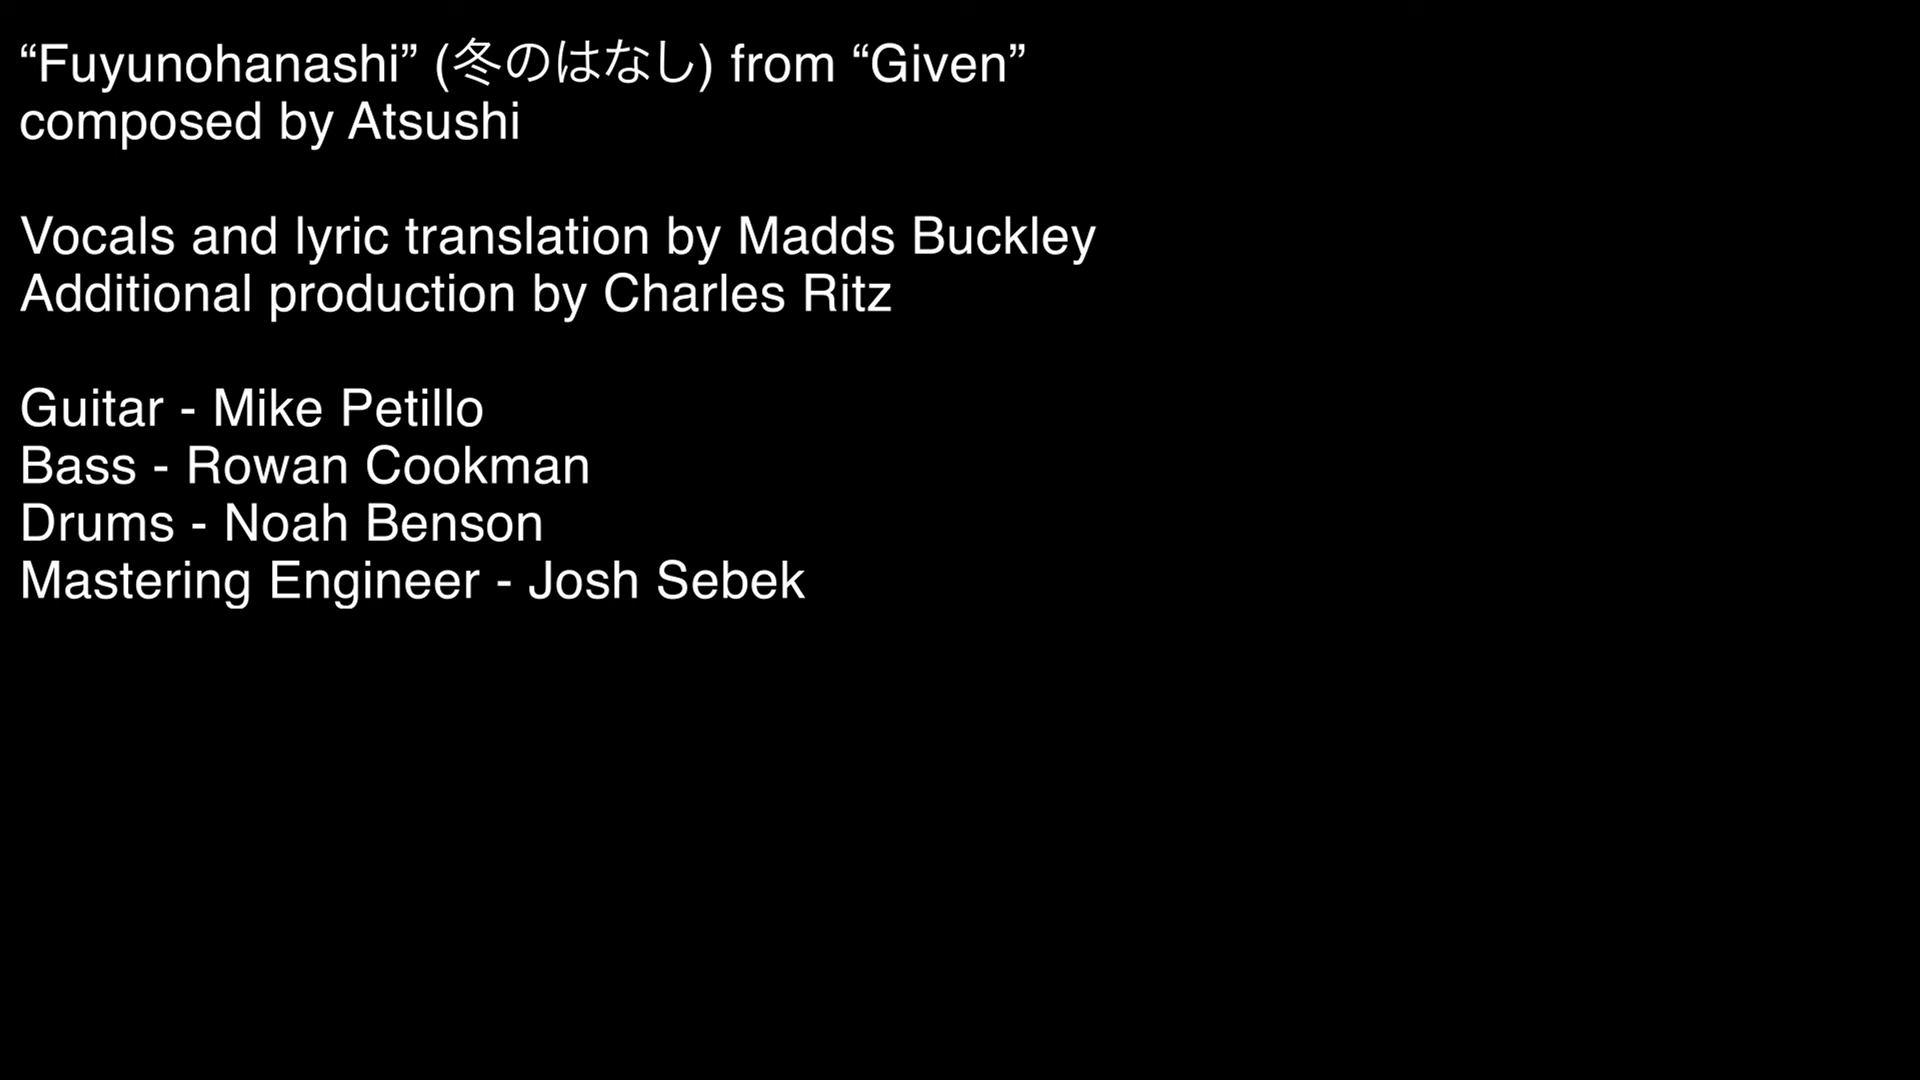 “Fuyunohanashi” (冬のはなし) from “Given”
composed by Atsushi
Vocals and lyric translation by Madds Buckley
Additional production by Charles Ritz
Guitar - Mike Petillo
Bass - Rowan Cookman
Drums - Noah Benson
Mastering Engineer - Josh Sebek